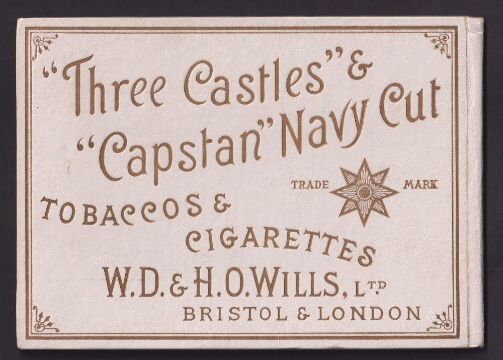 "Three Castles" &
"Capstan" Navy Cut
TRADE MARK
TOBACCOS &
CIGARETTES
W.D. & H.O. WILLS, LTD
BRISTOL & LONDON